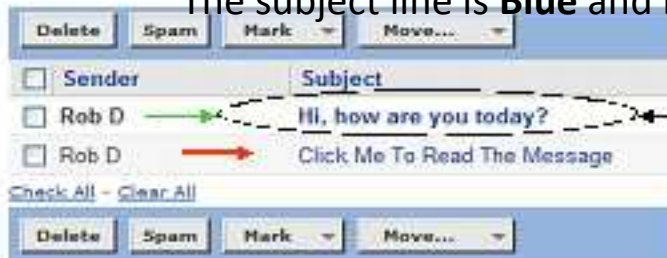 The subject line is Blue and
Delete Spam Mark Move...
Sender Subject
Rob D Hi, how are you today?
Rob D Click Me To Read The Message
Check All - Clear All
Delete Spam Mark Move...